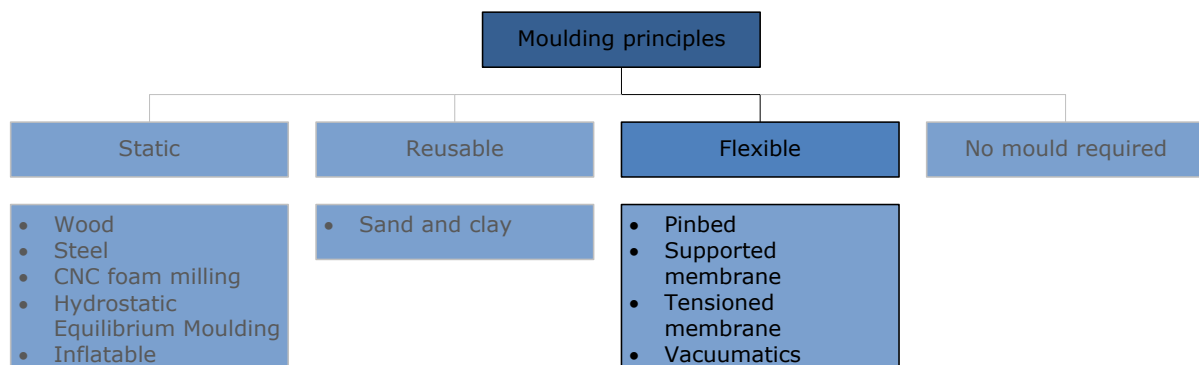 Moulding principles
Static
Reusable
Flexible
No mould required
• Wood
• Steel
• CNC foam milling
• Hydrostatic
Equilibrium Moulding
• Inflatable
• Sand and clay
• Pinbed
• Supported
membrane
• Tensioned
membrane
• Vacuumatics